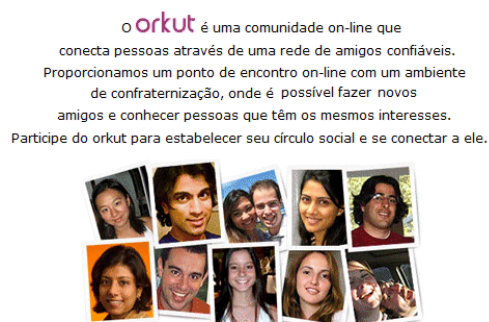 O orkut é uma comunidade on-line que
conecta pessoas através de uma rede de amigos confiáveis.
Proporcionamos um ponto de encontro on-line com um ambiente
de confraternização, onde é possível fazer novos
amigos e conhecer pessoas que têm os mesmos interesses.
Participe do orkut para estabelecer seu círculo social e se conectar a ele.